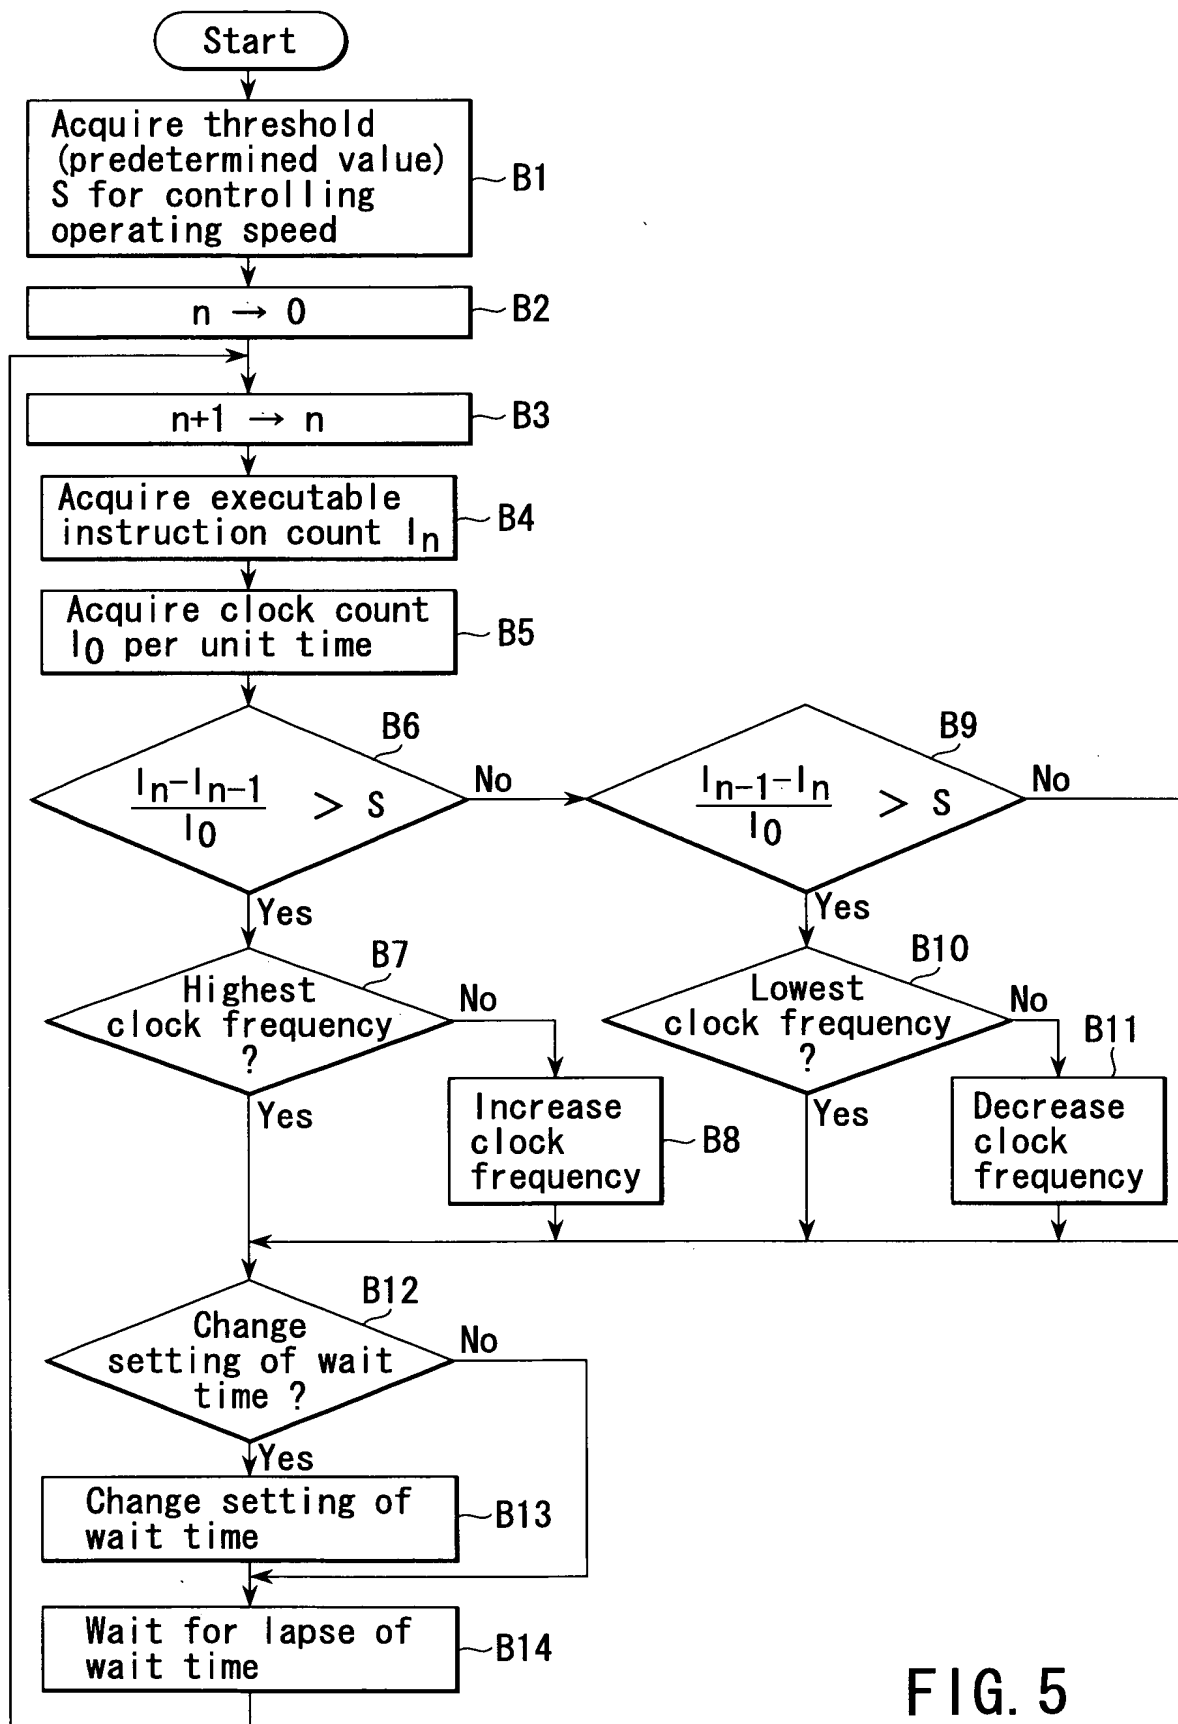 Start
Acquire threshold
(predetermined value)
S for controlling
operating speed
B1
n → 0
B2
n+1 → n
B3
Acquire executable
instruction count In
B4
Acquire clock count
I0 per unit time
B5
B6
In-In-1
I0
> S
No
Yes
B9
In-1-In
I0
> S
No
Yes
B7
Highest
clock frequency
?
No
Yes
Increase
clock
frequency
B8
B10
Lowest
clock frequency
?
No
Yes
B11
Decrease
clock
frequency
B12
Change
setting of wait
time ?
No
Yes
Change setting of
wait time
B13
Wait for lapse of
wait time
B14
FIG. 5